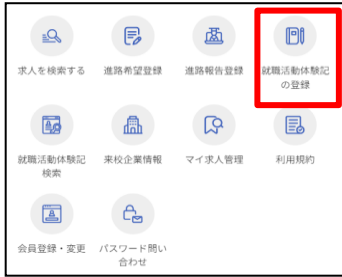 求人を検索する 進路希望登録 進路報告登録 就職活動体験記
の登録
就職活動体験記 来校企業情報 マイ求人管理 利用規約
検索
会員登録・変更 パスワード問い
合わせ